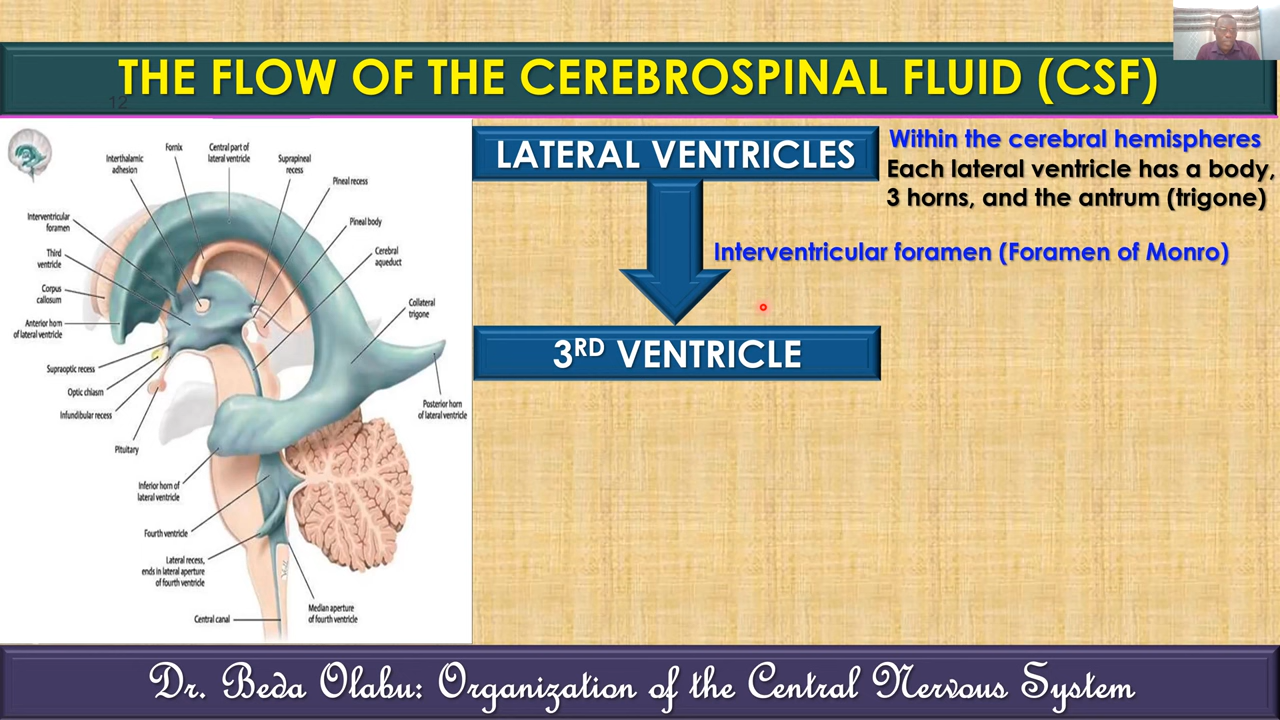 THE FLOW OF THE CEREBROSPINAL FLUID (CSF)
12
Interthalamic
adhesion
Fornix
Central part of
lateral ventricle
Suprapineal
recess
Pineal recess
Interventricular
foramen
Pineal body
Third
ventricle
Cerebral
aqueduct
Corpus
callosum
Collateral
trigone
Anterior horn
of lateral ventricle
Supraoptic recess
Optic chiasm
Infundibular recess
Posterior horn
of lateral ventricle
Pituitary
Inferior horn of
lateral ventricle
Fourth ventricle
Lateral recess,
ends in lateral aperture
of fourth ventricle
Median aperture
of fourth ventricle
Central canal
LATERAL VENTRICLES
Within the cerebral hemispheres
Each lateral ventricle has a body,
3 horns, and the antrum (trigone)
Interventricular foramen (Foramen of Monro)
3RD VENTRICLE
Dr. Beda Olabu: Organization of the Central Nervous System